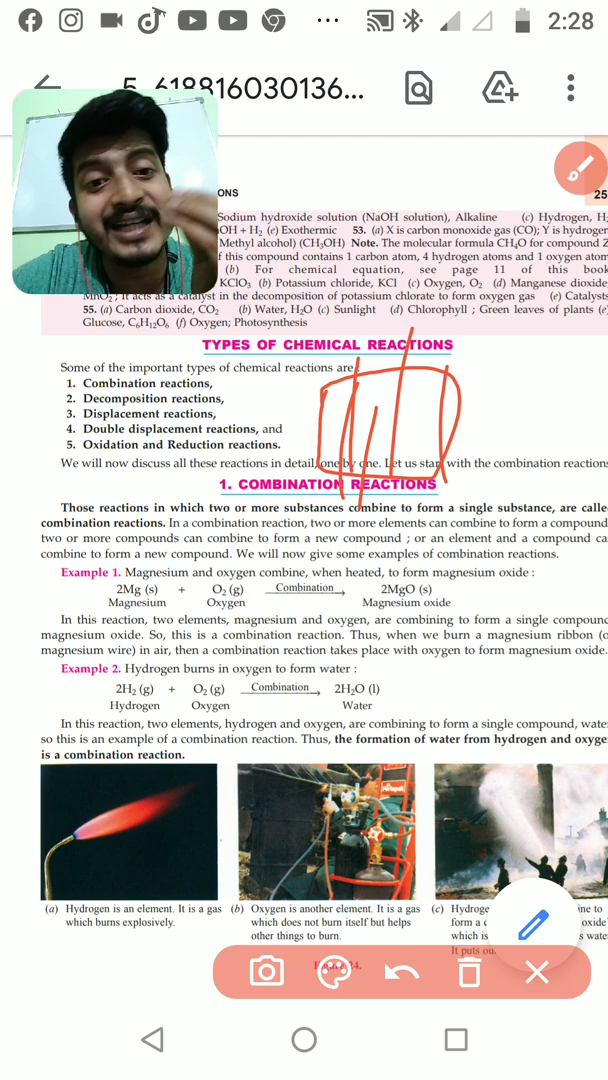 2:28
5_618816030136...
ONS
25
Sodium hydroxide solution (NaOH solution), Alkaline (c) Hydrogen, H₂
OH + H₂ (e) Exothermic 53. (a) X is carbon monoxide gas (CO); Y is hydrogen
Methyl alcohol) (CH₃OH) Note. The molecular formula CH₄O for compound Z
f this compound contains 1 carbon atom, 4 hydrogen atoms and 1 oxygen atom
(b) For chemical equation, see page 11 of this book
KClO₃ (b) Potassium chloride, KCl (c) Oxygen, O₂ (d) Manganese dioxide,
MnO₂ ; It acts as a catalyst in the decomposition of potassium chlorate to form oxygen gas (e) Catalysts
55. (a) Carbon dioxide, CO₂ (b) Water, H₂O (c) Sunlight (d) Chlorophyll ; Green leaves of plants (e)
Glucose, C₆H₁₂O₆ (f) Oxygen; Photosynthesis
TYPES OF CHEMICAL REACTIONS
Some of the important types of chemical reactions are:
1. Combination reactions,
2. Decomposition reactions,
3. Displacement reactions,
4. Double displacement reactions, and
5. Oxidation and Reduction reactions.
We will now discuss all these reactions in detail, one by one. Let us start with the combination reactions
1. COMBINATION REACTIONS
Those reactions in which two or more substances combine to form a single substance, are calle
combination reactions. In a combination reaction, two or more elements can combine to form a compound
two or more compounds can combine to form a new compound ; or an element and a compound ca
combine to form a new compound. We will now give some examples of combination reactions.
Example 1. Magnesium and oxygen combine, when heated, to form magnesium oxide :
2Mg (s) + O₂ (g) Combination 2MgO (s)
Magnesium Oxygen Magnesium oxide
In this reaction, two elements, magnesium and oxygen, are combining to form a single compound
magnesium oxide. So, this is a combination reaction. Thus, when we burn a magnesium ribbon (o
magnesium wire) in air, then a combination reaction takes place with oxygen to form magnesium oxide.
Example 2. Hydrogen burns in oxygen to form water :
2H₂ (g) + O₂ (g) Combination 2H₂O (l)
Hydrogen Oxygen Water
In this reaction, two elements, hydrogen and oxygen, are combining to form a single compound, wate
so this is an example of a combination reaction. Thus, the formation of water from hydrogen and oxyge
is a combination reaction.
(a) Hydrogen is an element. It is a gas
which burns explosively.
(b) Oxygen is another element. It is a gas
which does not burn itself but helps
other things to burn.
(c) Hydroge ine to
form a c oxide'
which is s wate
It puts ou